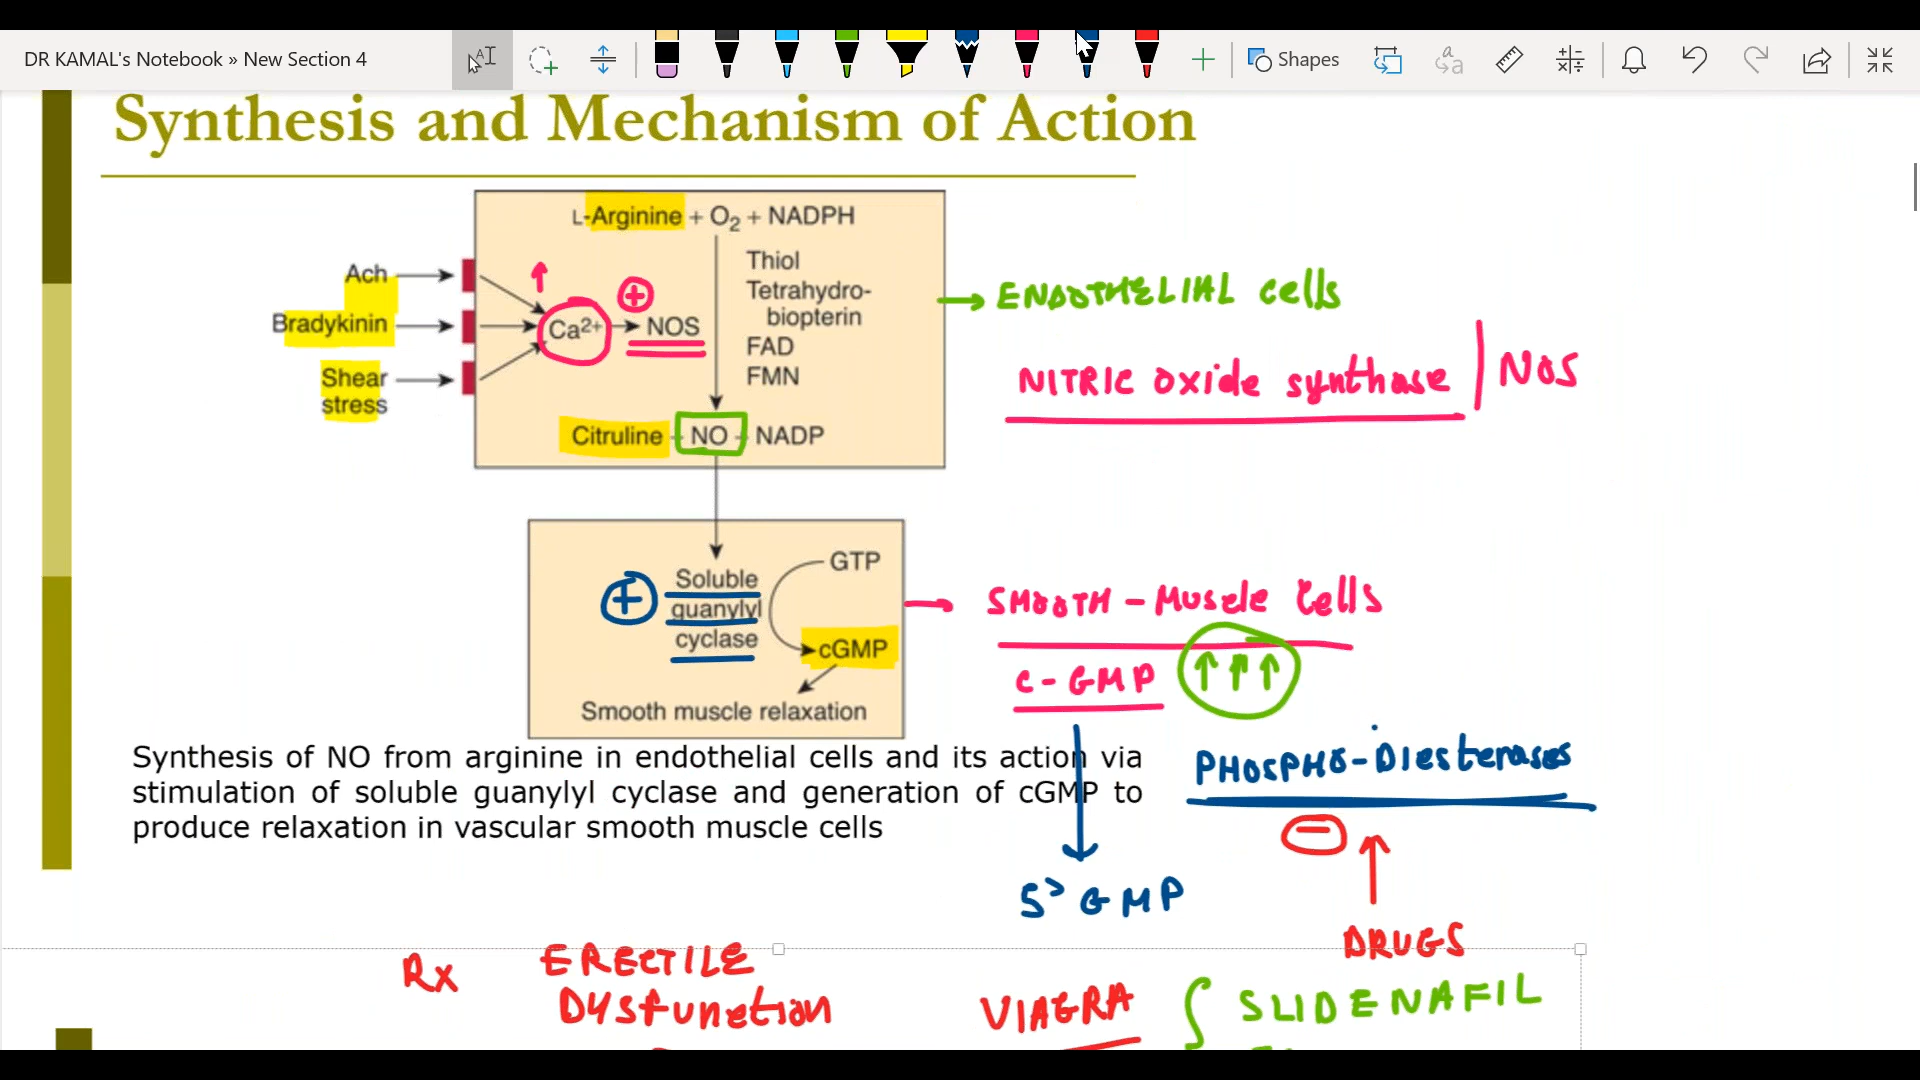 DR KAMAL's Notebook » New Section 4
Shapes
Synthesis and Mechanism of Action
L-Arginine + O2 + NADPH
Thiol
Tetrahydro-
biopterin
FAD
FMN
Ach
Bradykinin
Shear
stress
Ca2+
NOS
Citruline - NO - NADP
ENDOTHELIAL cells
NITRIC oxide synthase | NOS
Soluble
guanylyl
cyclase
GTP
cGMP
Smooth muscle relaxation
SMOOTH - Muscle Cells
C - GMP
Synthesis of NO from arginine in endothelial cells and its action via
stimulation of soluble guanylyl cyclase and generation of cGMP to
produce relaxation in vascular smooth muscle cells
PHOSPHO-Diesterases
5' GMP
DRUGS
Rx
ERECTILE
DYSfunction
VIAGRA
SLIDENAFIL